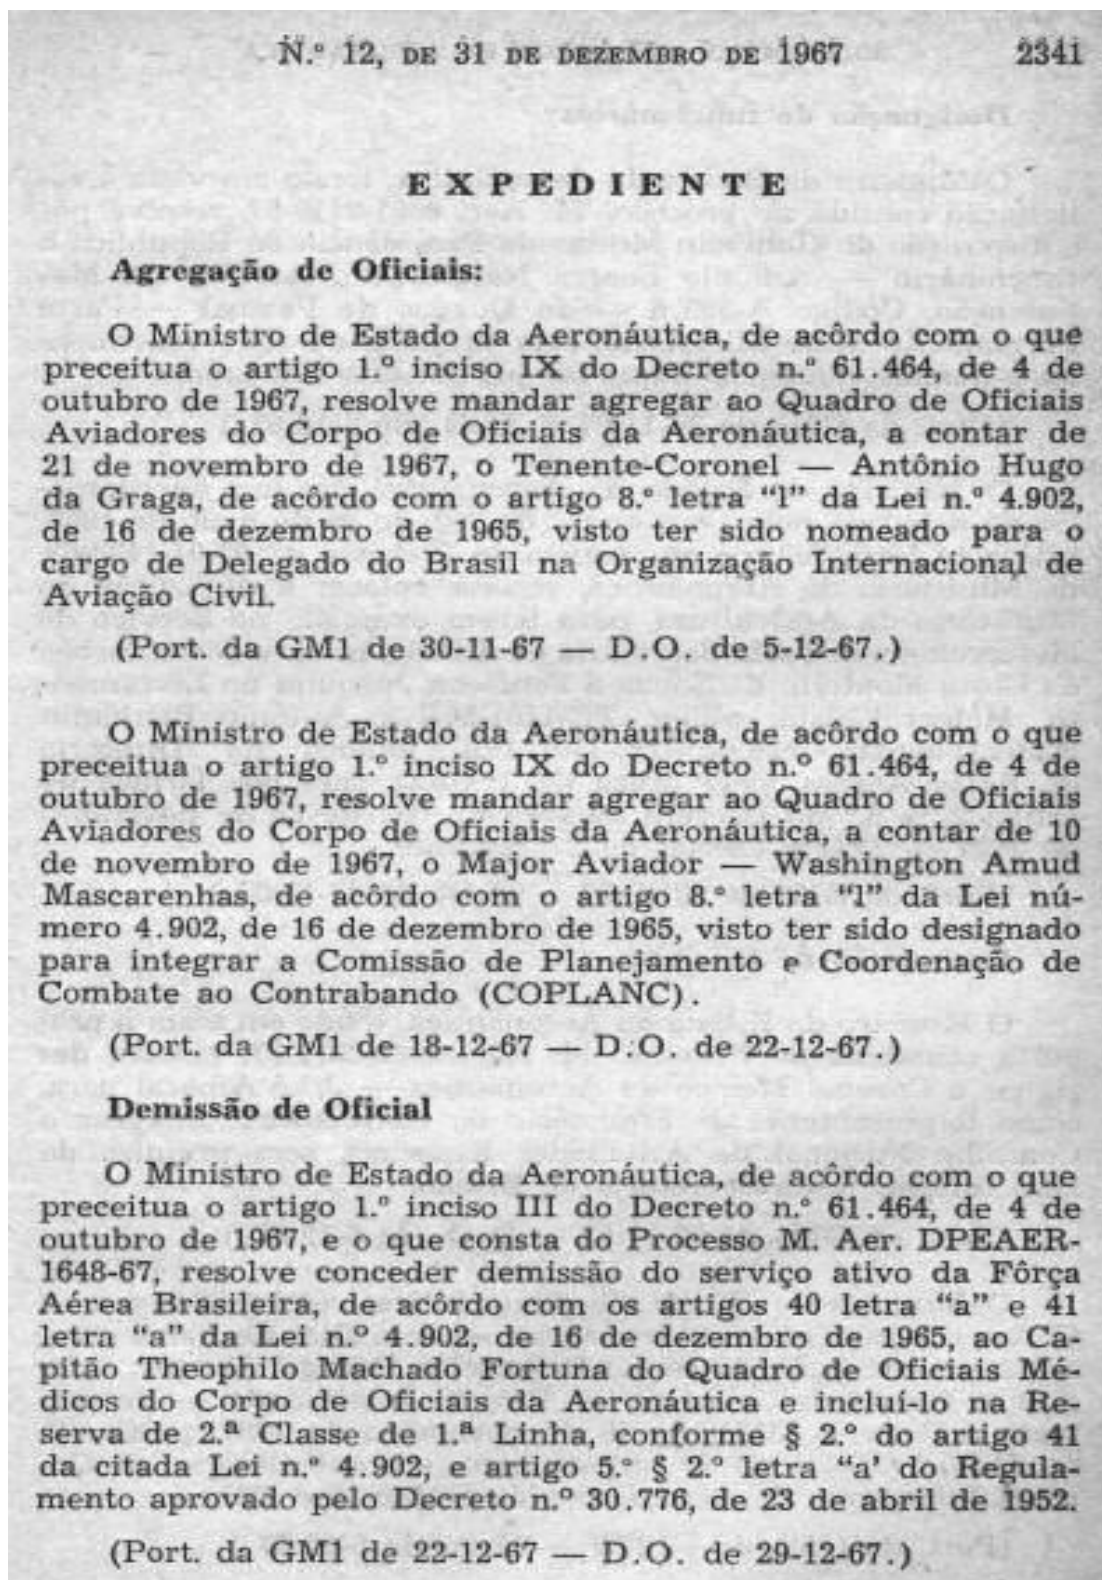 N.º 12, DE 31 DE DEZEMBRO DE 1967 2341
EXPEDIENTE
Agregação de Oficiais:
O Ministro de Estado da Aeronáutica, de acôrdo com o que
preceitua o artigo 1.º inciso IX do Decreto n.º 61.464, de 4 de
outubro de 1967, resolve mandar agregar ao Quadro de Oficiais
Aviadores do Corpo de Oficiais da Aeronáutica, a contar de
21 de novembro de 1967, o Tenente-Coronel — Antônio Hugo
da Graga, de acôrdo com o artigo 8.º letra “l” da Lei n.º 4.902,
de 16 de dezembro de 1965, visto ter sido nomeado para o
cargo de Delegado do Brasil na Organização Internacional de
Aviação Civil.
(Port. da GM1 de 30-11-67 — D.O. de 5-12-67.)
O Ministro de Estado da Aeronáutica, de acôrdo com o que
preceitua o artigo 1.º inciso IX do Decreto n.º 61.464, de 4 de
outubro de 1967, resolve mandar agregar ao Quadro de Oficiais
Aviadores do Corpo de Oficiais da Aeronáutica, a contar de 10
de novembro de 1967, o Major Aviador — Washington Amud
Mascarenhas, de acôrdo com o artigo 8.º letra “l” da Lei nú-
mero 4.902, de 16 de dezembro de 1965, visto ter sido designado
para integrar a Comissão de Planejamento e Coordenação de
Combate ao Contrabando (COPLANC).
(Port. da GM1 de 18-12-67 — D.O. de 22-12-67.)
Demissão de Oficial
O Ministro de Estado da Aeronáutica, de acôrdo com o que
preceitua o artigo 1.º inciso III do Decreto n.º 61.464, de 4 de
outubro de 1967, e o que consta do Processo M. Aer. DPEAER-
1648-67, resolve conceder demissão do serviço ativo da Fôrça
Aérea Brasileira, de acôrdo com os artigos 40 letra “a” e 41
letra “a” da Lei n.º 4.902, de 16 de dezembro de 1965, ao Ca-
pitão Theophilo Machado Fortuna do Quadro de Oficiais Mé-
dicos do Corpo de Oficiais da Aeronáutica e incluí-lo na Re-
serva de 2.ª Classe de 1.ª Linha, conforme § 2.º do artigo 41
da citada Lei n.º 4.902, e artigo 5.º § 2.º letra “a’ do Regula-
mento aprovado pelo Decreto n.º 30.776, de 23 de abril de 1952.
(Port. da GM1 de 22-12-67 — D.O. de 29-12-67.)